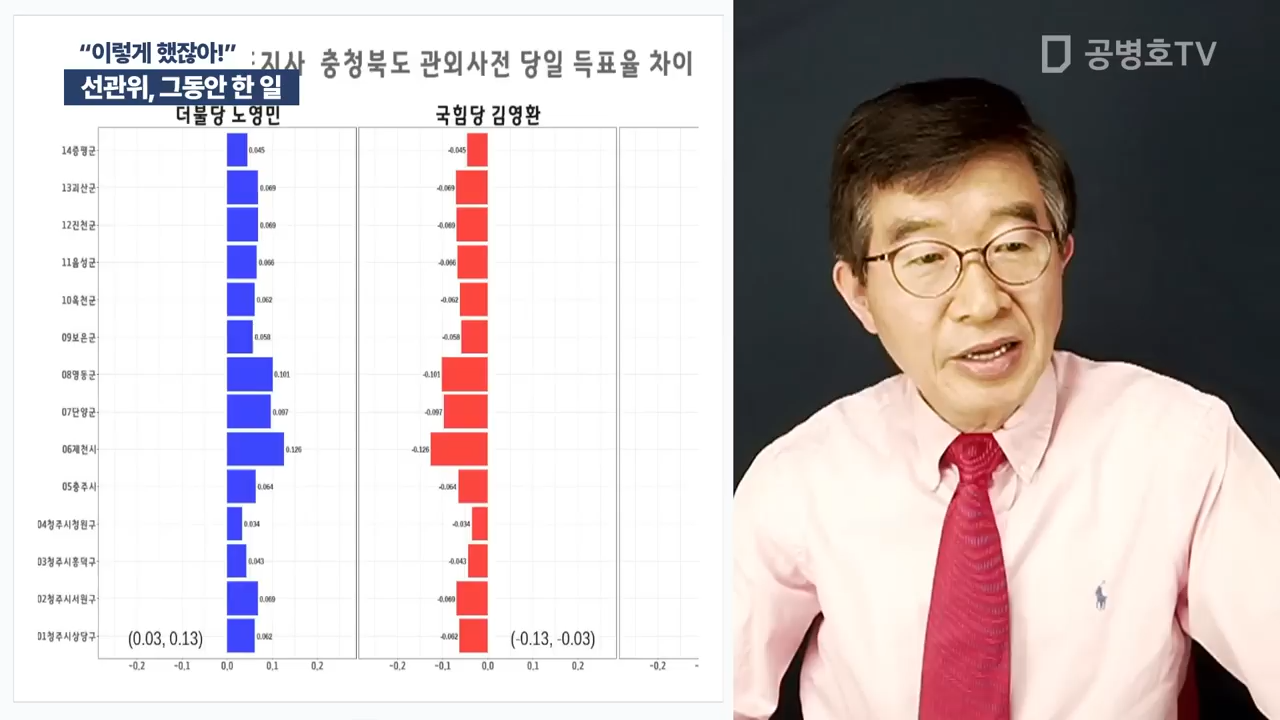 “이렇게 했잖아!”
선관위, 그동안 한 일
도지사 충청북도 관외사전 당일 득표율 차이
공병호TV
더불당 노영민
국힘당 김영환
14증평군 0.045 -0.045
13괴산군 0.069 -0.069
12진천군 0.069 -0.069
11음성군 0.066 -0.066
10옥천군 0.062 -0.062
09보은군 0.058 -0.058
08영동군 0.101 -0.101
07단양군 0.097 -0.097
06제천시 0.126 -0.126
05충주시 0.064 -0.064
04청주시청원구 0.034 -0.034
03청주시흥덕구 0.043 -0.043
02청주시서원구 0.069 -0.069
01청주시상당구 (0.03, 0.13) 0.062 -0.062 (-0.13, -0.03)
-0,2 -0,1 0,0 0,1 0,2 -0,2 -0,1 0,0 0,1 0,2 -0,2 -